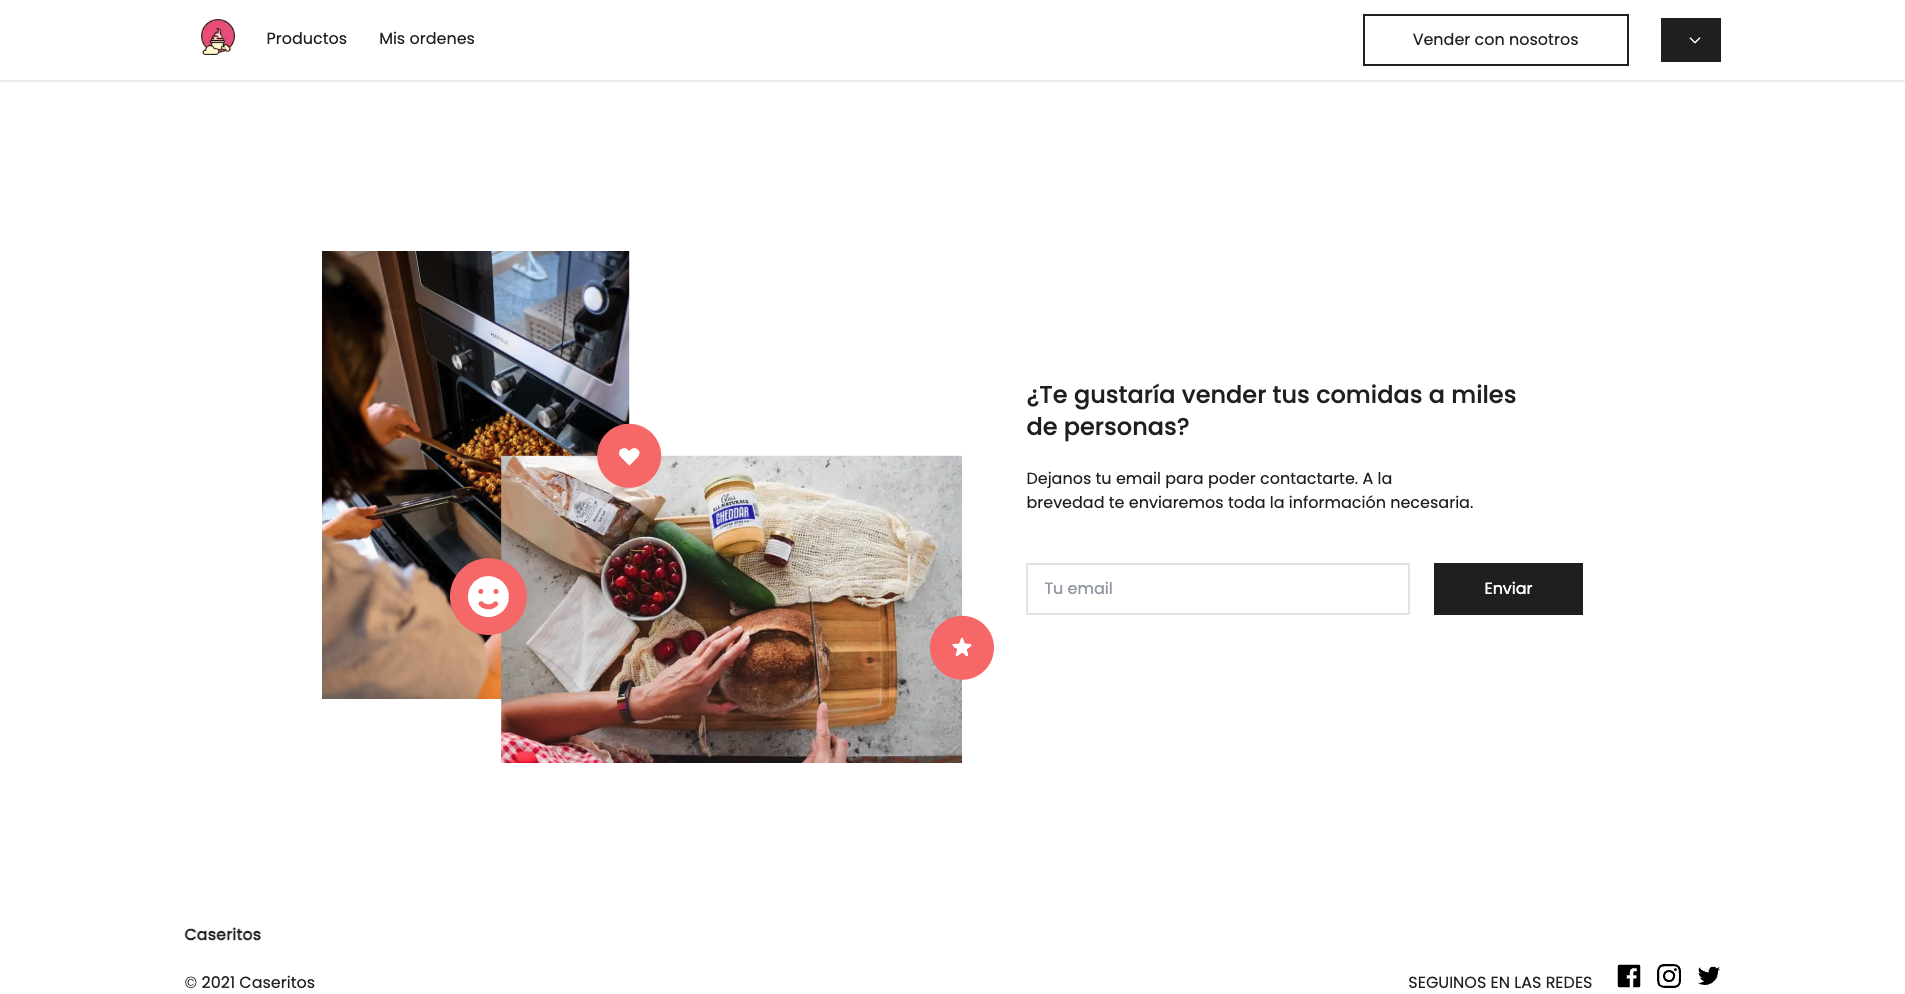 Productos
Mis ordenes
Vender con nosotros
¿Te gustaría vender tus comidas a miles
de personas?
Dejanos tu email para poder contactarte. A la
brevedad te enviaremos toda la información necesaria.
Tu email
Enviar
ALL NATURALS
CHEDDAR
Caseritos
© 2021 Caseritos
SEGUINOS EN LAS REDES